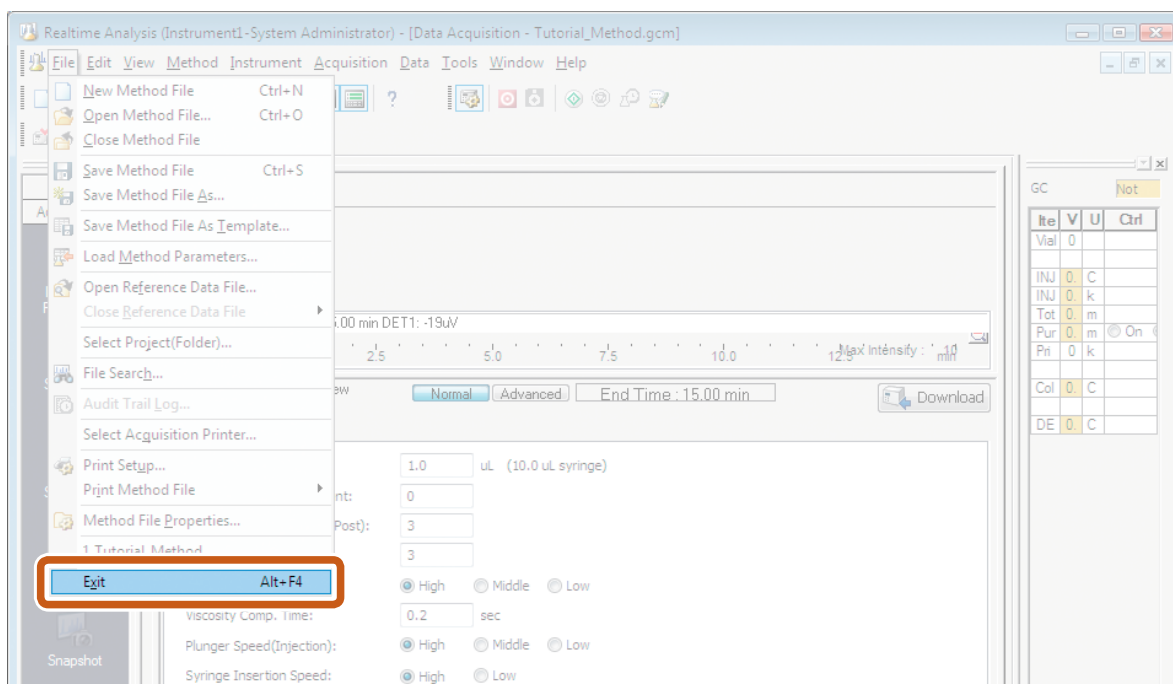 Realtime Analysis (Instrument1-System Administrator) - [Data Acquisition - Tutorial_Method.gcm]
File Edit View Method Instrument Acquisition Data Tools Window Help
New Method File Ctrl+N
Open Method File... Ctrl+O
Close Method File
Save Method File Ctrl+S
Save Method File As...
Save Method File As Template...
Load Method Parameters...
Open Reference Data File...
Close Reference Data File
Select Project(Folder)...
File Search...
Audit Trail Log...
Select Acquisition Printer...
Print Setup...
Print Method File
Method File Properties...
1 Tutorial_Method
Exit Alt+F4
.00 min DET1: -19uV
2.5 5.0 7.5 10.0 12.5 Max Intensity : 10
min
ew Normal Advanced End Time : 15.00 min Download
1.0 uL (10.0 uL syringe)
nt: 0
Post): 3
3
High Middle Low
Viscosity Comp. Time: 0.2 sec
Plunger Speed(Injection): High Middle Low
Syringe Insertion Speed: High Low
Snapshot
GC Not
Ite V U Ctrl
Vial 0
INJ 0. C
INJ 0. k
Tot 0. m
Pur 0. m On
Pri 0 k
Col 0. C
DE 0. C